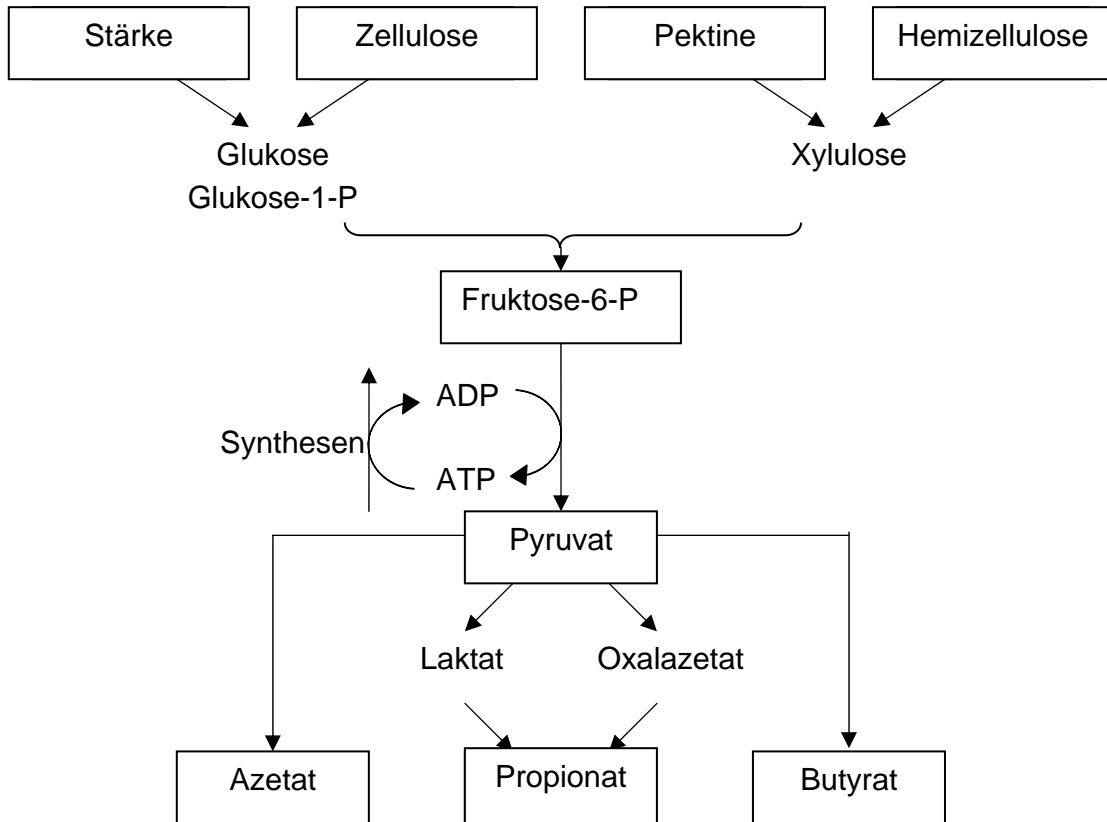 Stärke Zellulose Pektine Hemizellulose
Glukose Xylulose
Glukose-1-P
Fruktose-6-P
ADP
Synthesen
ATP
Pyruvat
Laktat Oxalazetat
Azetat Propionat Butyrat